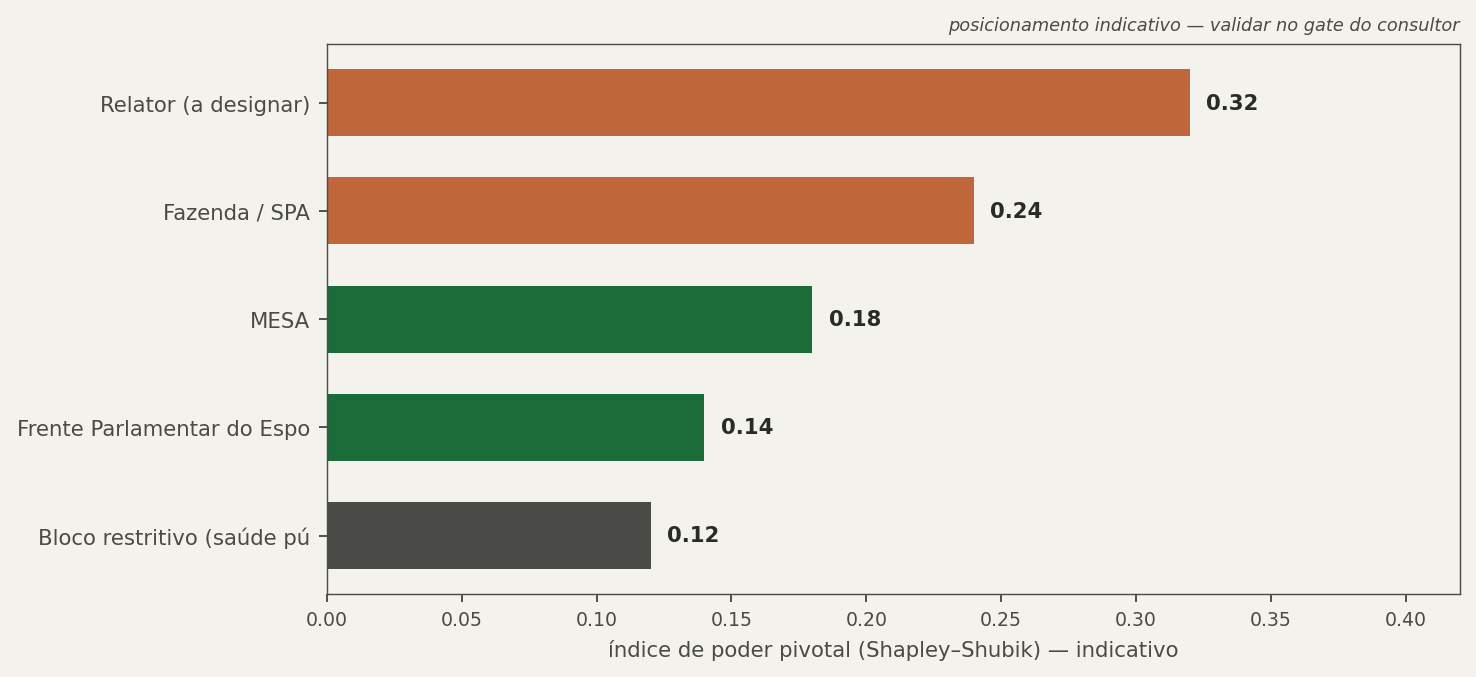 posicionamento indicativo — validar no gate do consultor
Relator (a designar)
0.32
Fazenda / SPA
0.24
MESA
0.18
Frente Parlamentar do Espo
0.14
Bloco restritivo (saúde pú
0.12
0.00 0.05 0.10 0.15 0.20 0.25 0.30 0.35 0.40
índice de poder pivotal (Shapley–Shubik) — indicativo